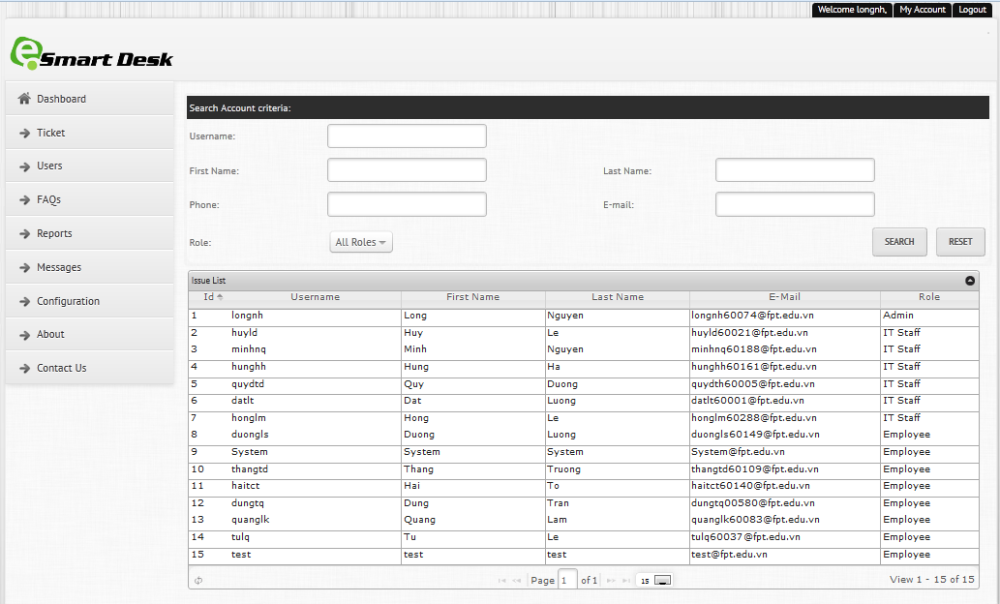 Welcome longnh, My Account Logout
eSmart Desk
Dashboard
Ticket
Users
FAQs
Reports
Messages
Configuration
About
Contact Us
Search Account criteria:
Username:
First Name: Last Name:
Phone: E-mail:
Role: All Roles SEARCH RESET
Issue List
Id Username First Name Last Name E-Mail Role
1 longnh Long Nguyen longnh60074@fpt.edu.vn Admin
2 huyld Huy Le huyld60021@fpt.edu.vn IT Staff
3 minhnq Minh Nguyen minhnq60188@fpt.edu.vn IT Staff
4 hunghh Hung Ha hunghh60161@fpt.edu.vn IT Staff
5 quydtd Quy Duong quydth60005@fpt.edu.vn IT Staff
6 datlt Dat Luong datlt60001@fpt.edu.vn IT Staff
7 honglm Hong Le honglm60288@fpt.edu.vn IT Staff
8 duongls Duong Luong duongls60149@fpt.edu.vn Employee
9 System System System System@fpt.edu.vn Employee
10 thangtd Thang Truong thangtd60109@fpt.edu.vn Employee
11 haitct Hai To haitct60140@fpt.edu.vn Employee
12 dungtq Dung Tran dungtq00580@fpt.edu.vn Employee
13 quanglk Quang Lam quanglk60083@fpt.edu.vn Employee
14 tulq Tu Le tulq60037@fpt.edu.vn Employee
15 test test test test@fpt.edu.vn Employee
Page 1 of 1 15 View 1 - 15 of 15